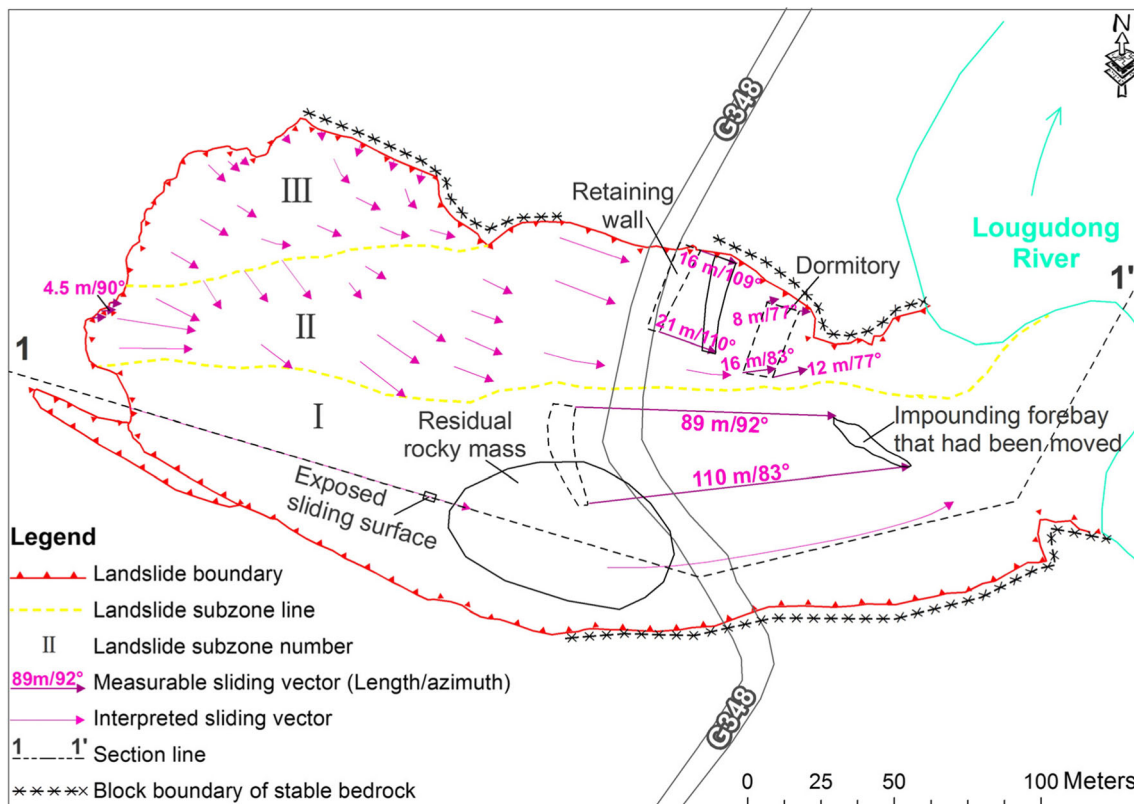 N
G348
III
Retaining
wall
Lougudong
River
16 m/109°
Dormitory
1'
4.5 m/90°
II
8 m/77°
21 m/110°
1
16 m/83°
12 m/77°
I
Residual
rocky mass
89 m/92°
Impounding forebay
that had been moved
110 m/83°
Exposed
sliding surface
Legend
Landslide boundary
Landslide subzone line
II Landslide subzone number
89m/92° Measurable sliding vector (Length/azimuth)
Interpreted sliding vector
1 1' Section line
Block boundary of stable bedrock
G348
0 25 50 100 Meters